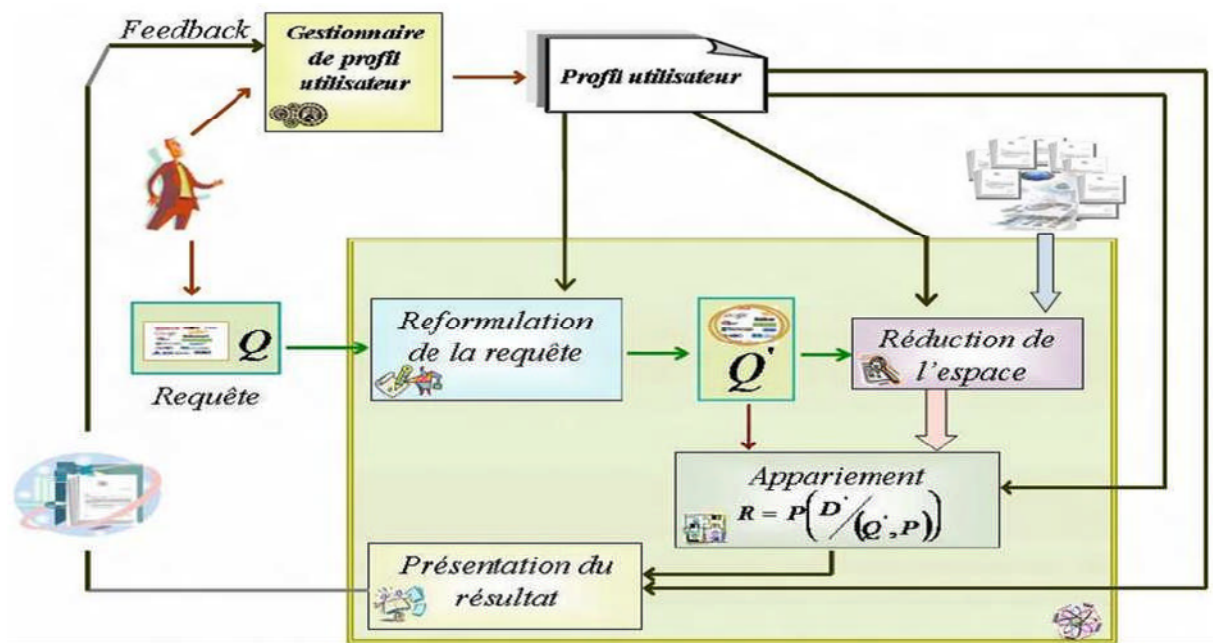 Feedback
Gestionnaire
de profil
utilisateur
Profil utilisateur
Q
Requête
Reformulation
de la requête
Q'
Réduction de
l'espace
Appariement
R = P(D'/(Q', P))
Présentation du
résultat